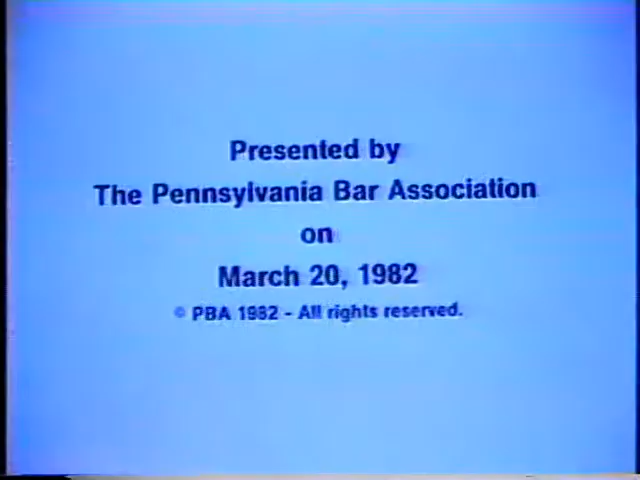 Presented by
The Pennsylvania Bar Association
on
March 20, 1982
© PBA 1982 - All rights reserved.